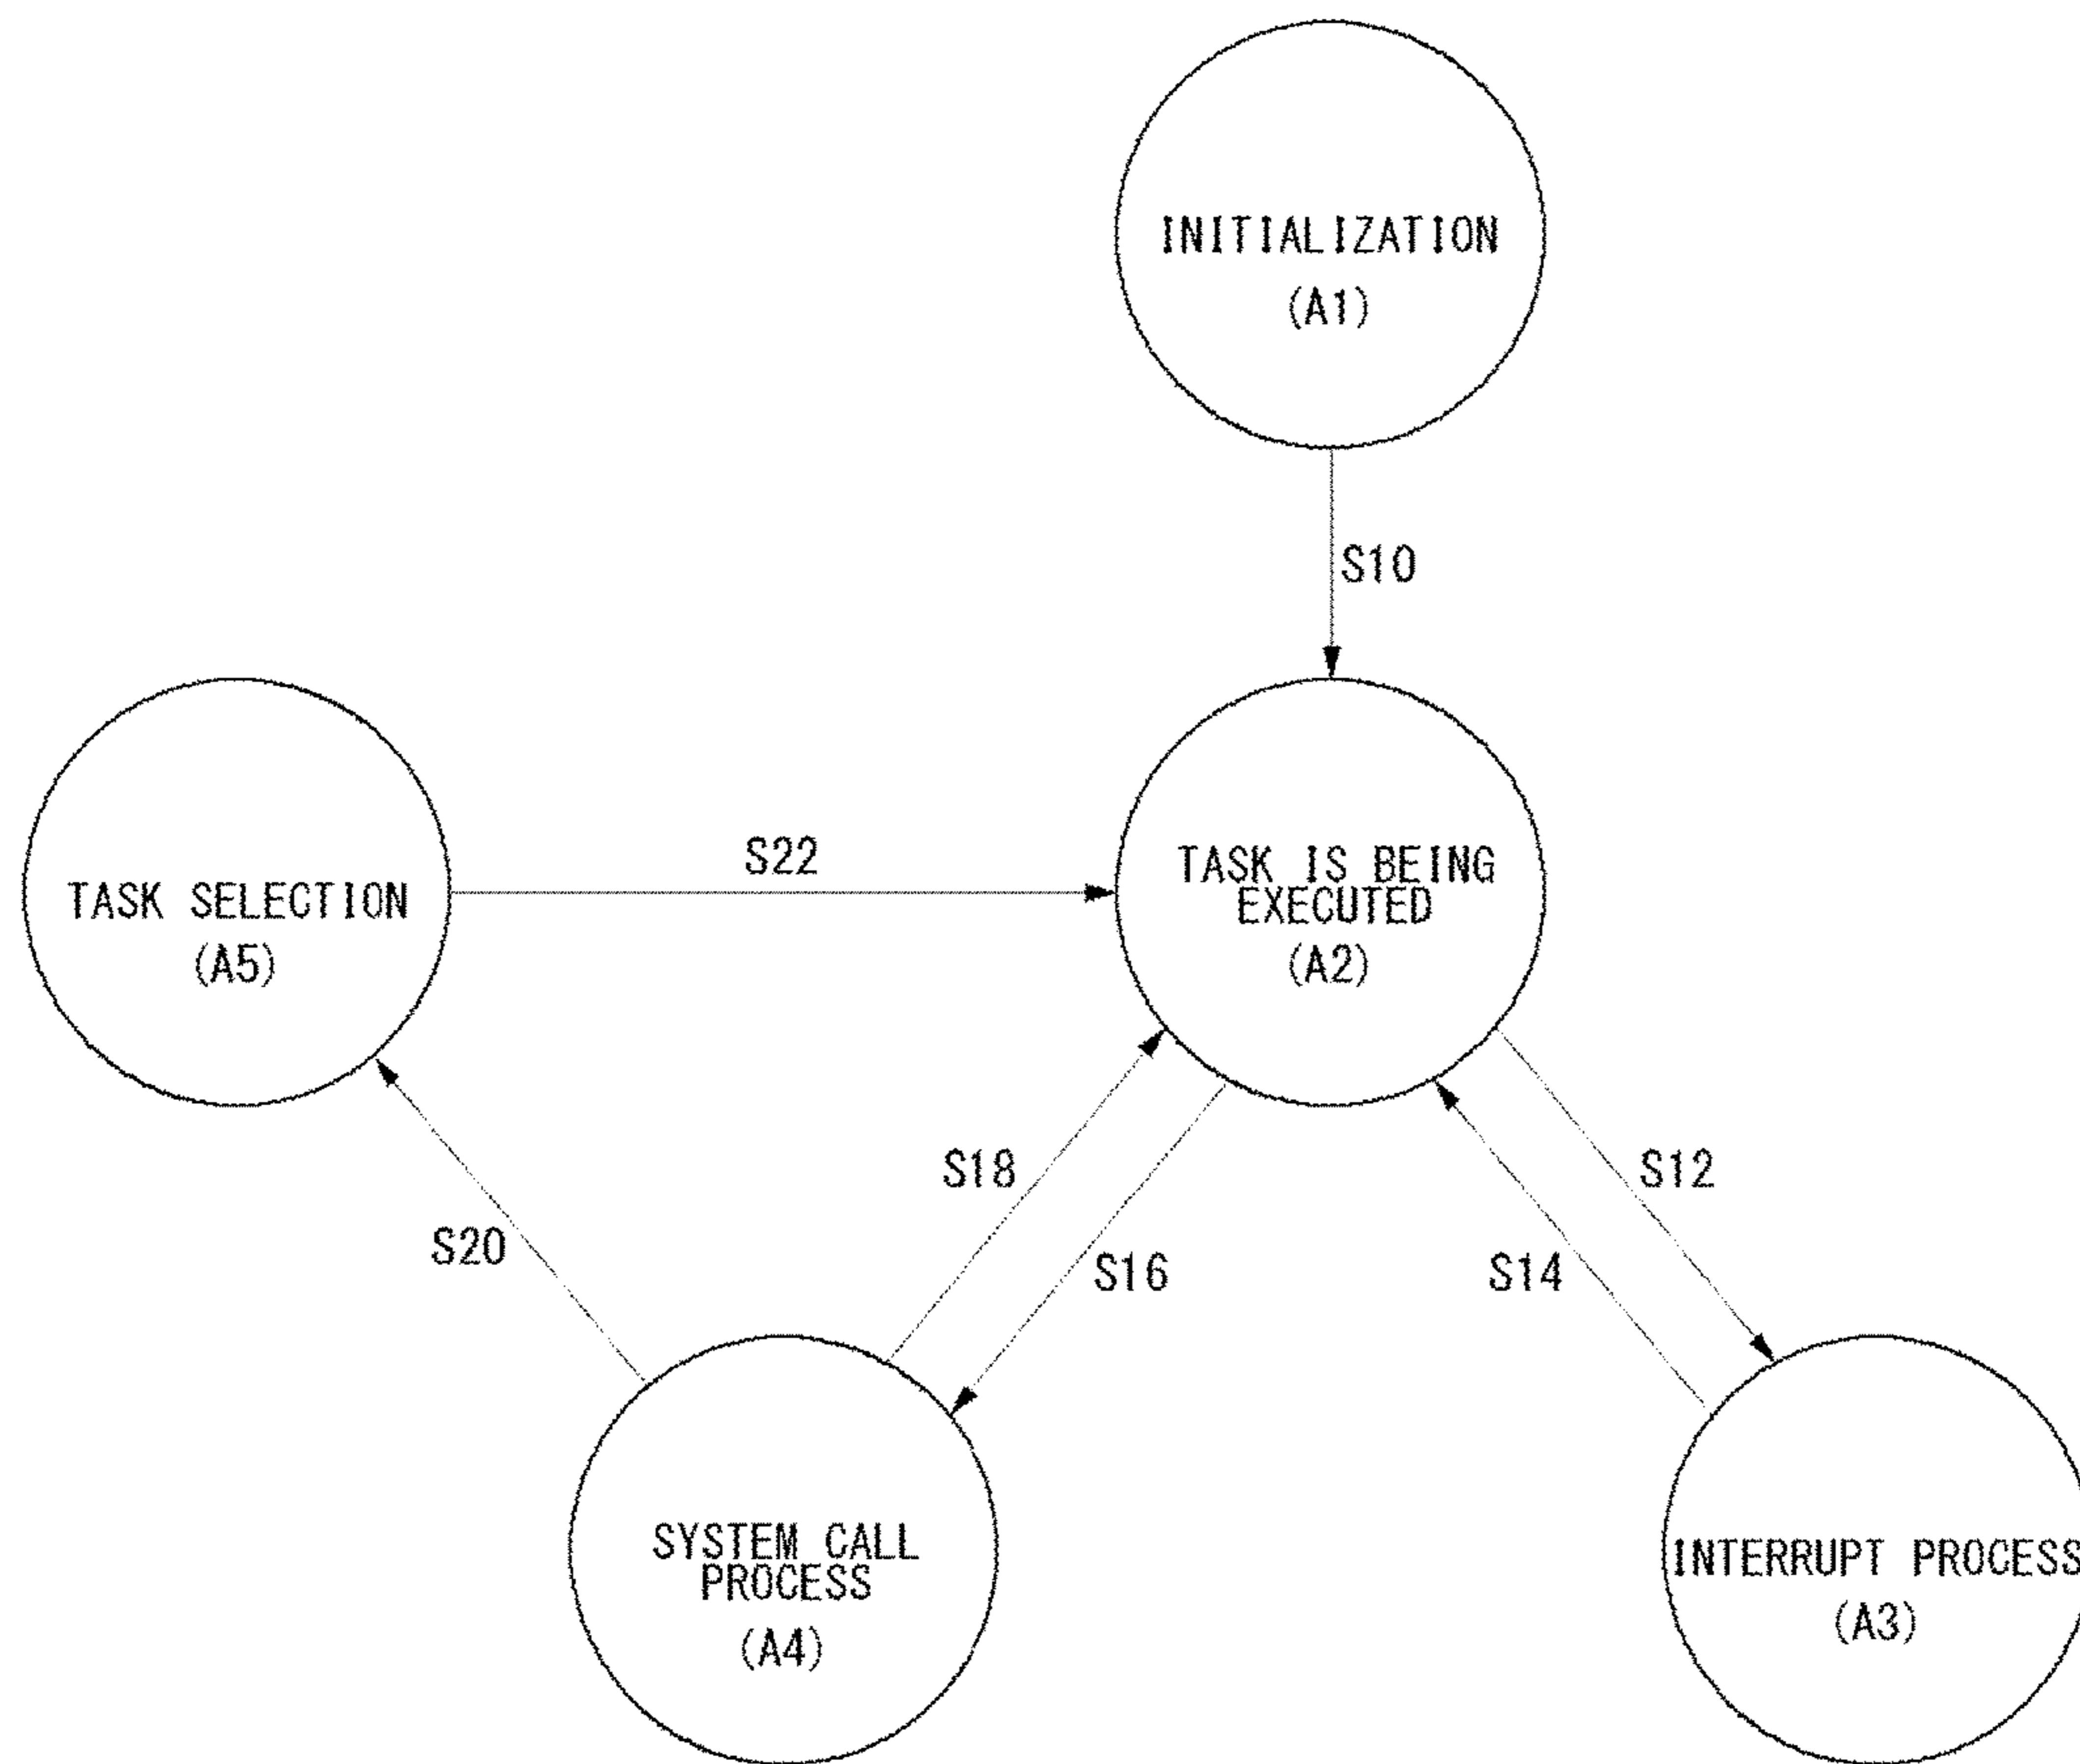 INITIALIZATION
(A1)
S10
S22
TASK SELECTION
(A5)
TASK IS BEING
EXECUTED
(A2)
S18
S12
S20
S16
S14
SYSTEM CALL
PROCESS
(A4)
INTERRUPT PROCESS
(A3)